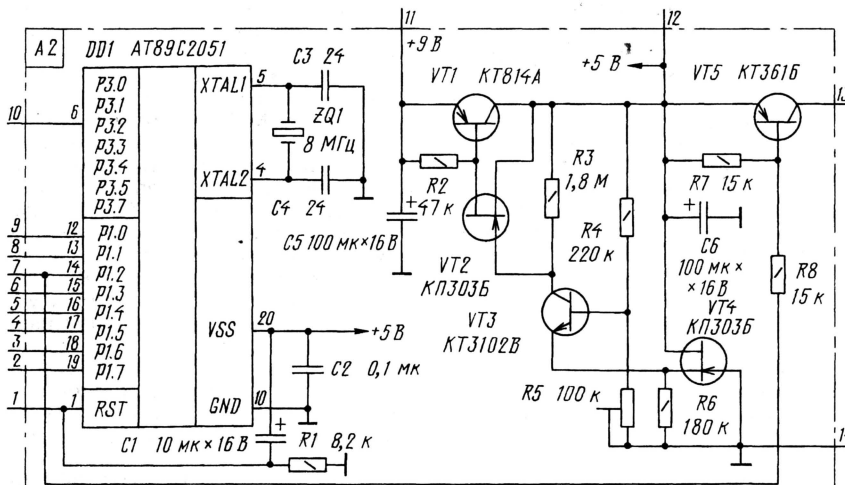 A2
DD1 AT89C2051
P3.0
P3.1
P3.2
P3.3
P3.4
P3.5
P3.7
P1.0
P1.1
P1.2
P1.3
P1.4
P1.5
P1.6
P1.7
RST
XTAL1
XTAL2
VSS
GND
10
6
9
12
8
13
7
14
6
15
5
16
4
17
3
18
2
19
1
1
5
4
20
10
C3 24
ZQ1
8 МГц
C4 24
+5 В
C2 0,1 мк
C1 10 мк × 16 В
+
R1 8,2 к
11
+9 В
VT1 КТ814А
R2
47 к
+
C5 100 мк × 16 В
VT2
КП303Б
R3
1,8 М
R4
220 к
VT3
КТ3102В
R5 100 к
R6
180 к
12
+5 В
VT5 КТ361Б
R7 15 к
+
C6
100 мк ×
× 16 В
R8
15 к
VT4
КП303Б